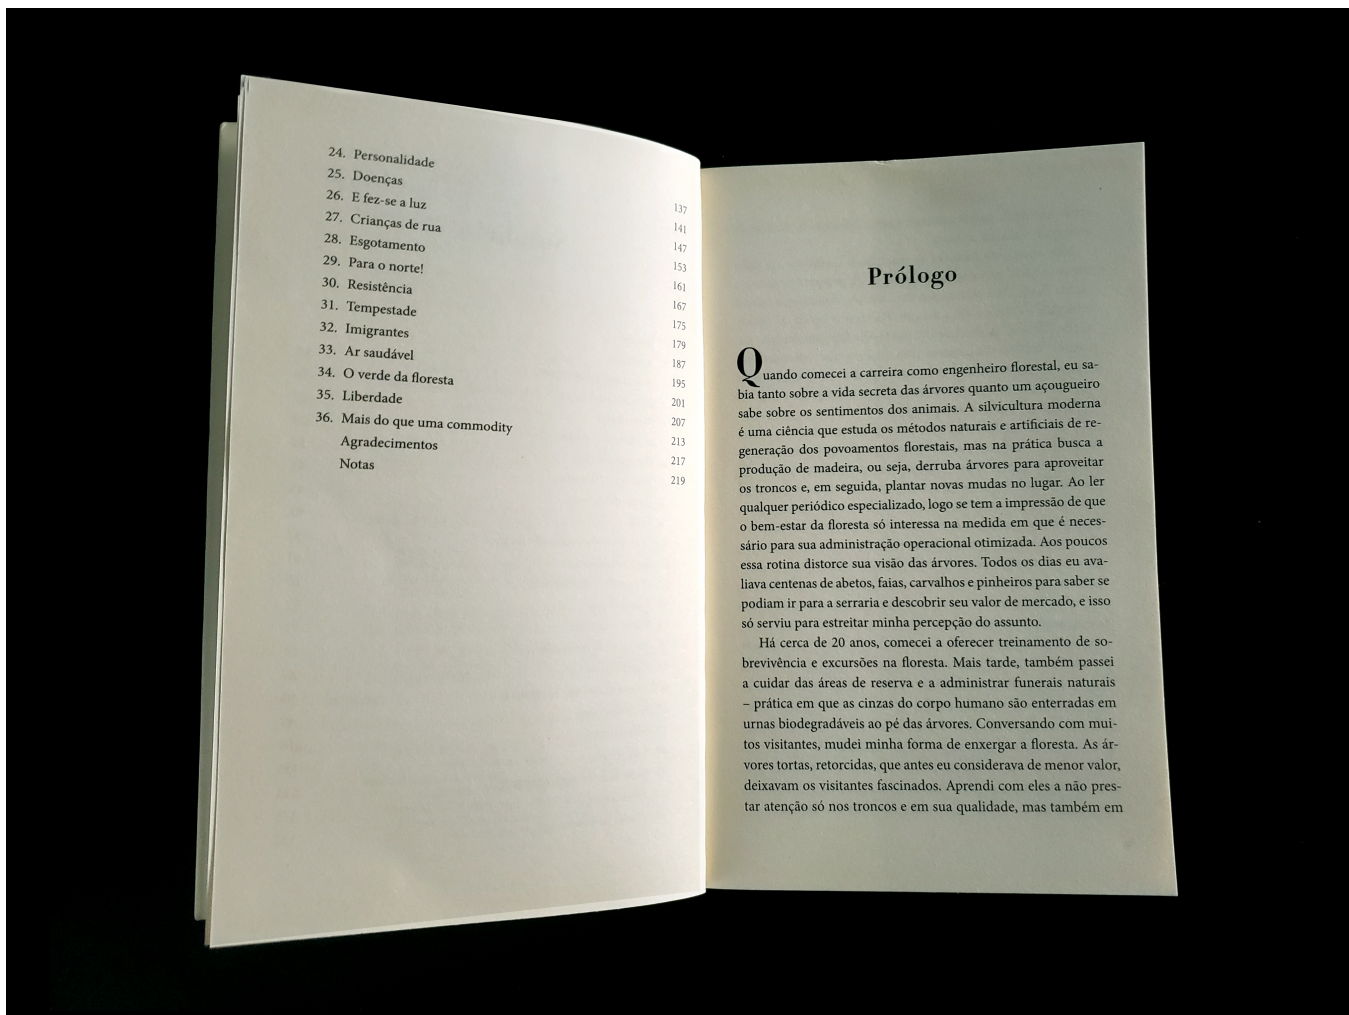 24. Personalidade 137
25. Doenças 141
26. E fez-se a luz 147
27. Crianças de rua 153
28. Esgotamento 161
29. Para o norte! 167
30. Resistência 175
31. Tempestade 179
32. Imigrantes 187
33. Ar saudável 195
34. O verde da floresta 201
35. Liberdade 207
36. Mais do que uma commodity 213
Agradecimentos 217
Notas 219
Prólogo
Quando comecei a carreira como engenheiro florestal, eu sa-
bia tanto sobre a vida secreta das árvores quanto um açougueiro
sabe sobre os sentimentos dos animais. A silvicultura moderna
é uma ciência que estuda os métodos naturais e artificiais de re-
generação dos povoamentos florestais, mas na prática busca a
produção de madeira, ou seja, derruba árvores para aproveitar
os troncos e, em seguida, plantar novas mudas no lugar. Ao ler
qualquer periódico especializado, logo se tem a impressão de que
o bem-estar da floresta só interessa na medida em que é neces-
sário para sua administração operacional otimizada. Aos poucos
essa rotina distorce sua visão das árvores. Todos os dias eu ava-
liava centenas de abetos, faias, carvalhos e pinheiros para saber se
podiam ir para a serraria e descobrir seu valor de mercado, e isso
só serviu para estreitar minha percepção do assunto.
Há cerca de 20 anos, comecei a oferecer treinamento de so-
brevivência e excursões na floresta. Mais tarde, também passei
a cuidar das áreas de reserva e a administrar funerais naturais
– prática em que as cinzas do corpo humano são enterradas em
urnas biodegradáveis ao pé das árvores. Conversando com mui-
tos visitantes, mudei minha forma de enxergar a floresta. As ár-
vores tortas, retorcidas, que antes eu considerava de menor valor,
deixavam os visitantes fascinados. Aprendi com eles a não pres-
tar atenção só nos troncos e em sua qualidade, mas também em